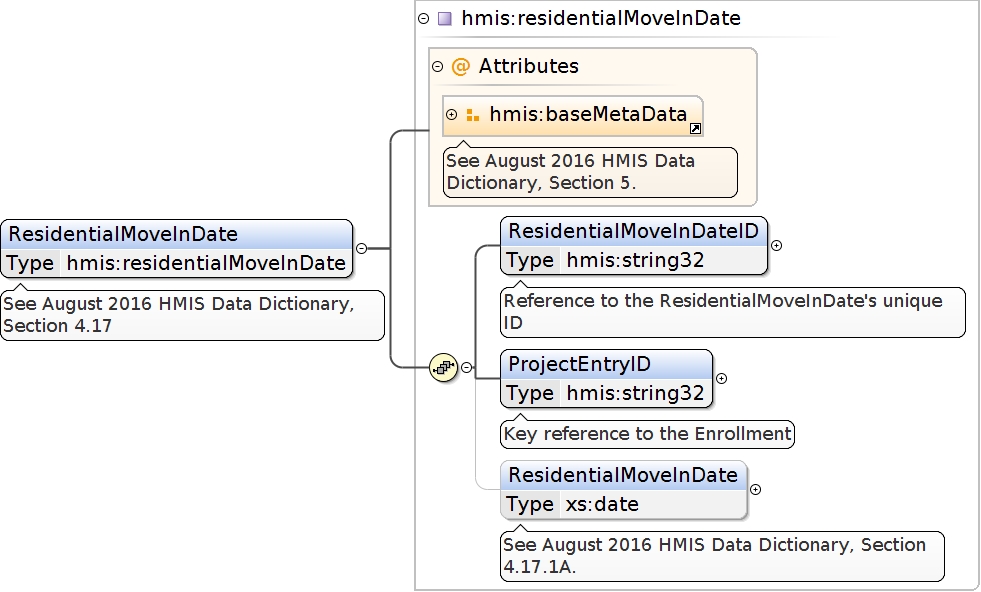 hmis:residentialMoveInDate
@ Attributes
hmis:baseMetaData
See August 2016 HMIS Data
Dictionary, Section 5.
ResidentialMoveInDate
Type hmis:residentialMoveInDate
See August 2016 HMIS Data Dictionary,
Section 4.17
ResidentialMoveInDateID
Type hmis:string32
Reference to the ResidentialMoveInDate's unique
ID
ProjectEntryID
Type hmis:string32
Key reference to the Enrollment
ResidentialMoveInDate
Type xs:date
See August 2016 HMIS Data Dictionary, Section
4.17.1A.